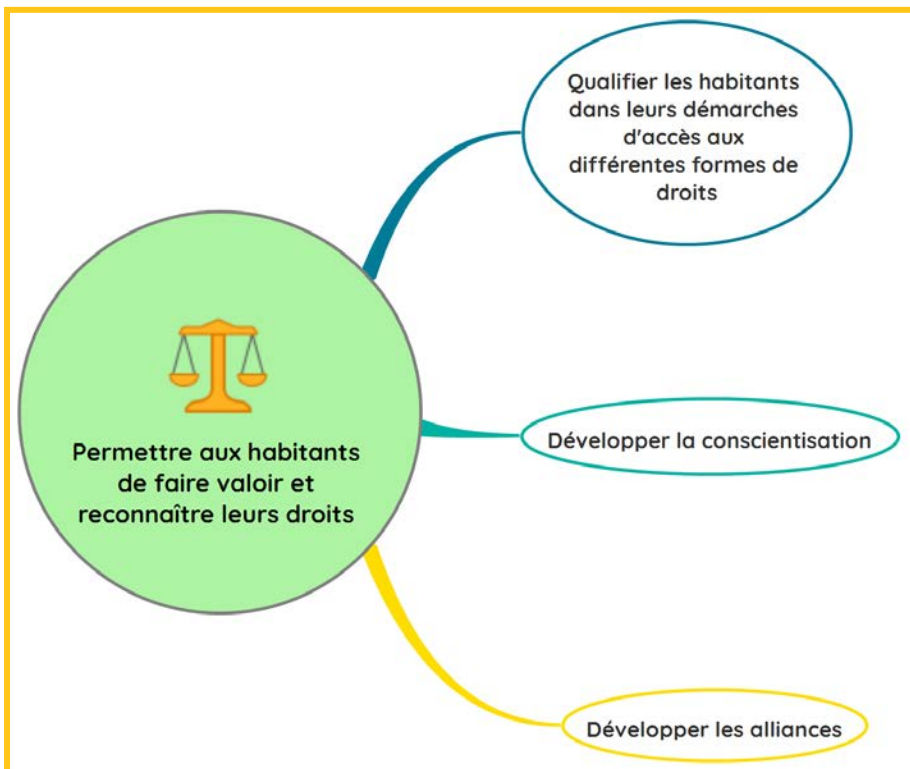 Qualifier les habitants
dans leurs démarches
d'accès aux
différentes formes de
droits
Permettre aux habitants
de faire valoir et
reconnaître leurs droits
Développer la conscientisation
Développer les alliances